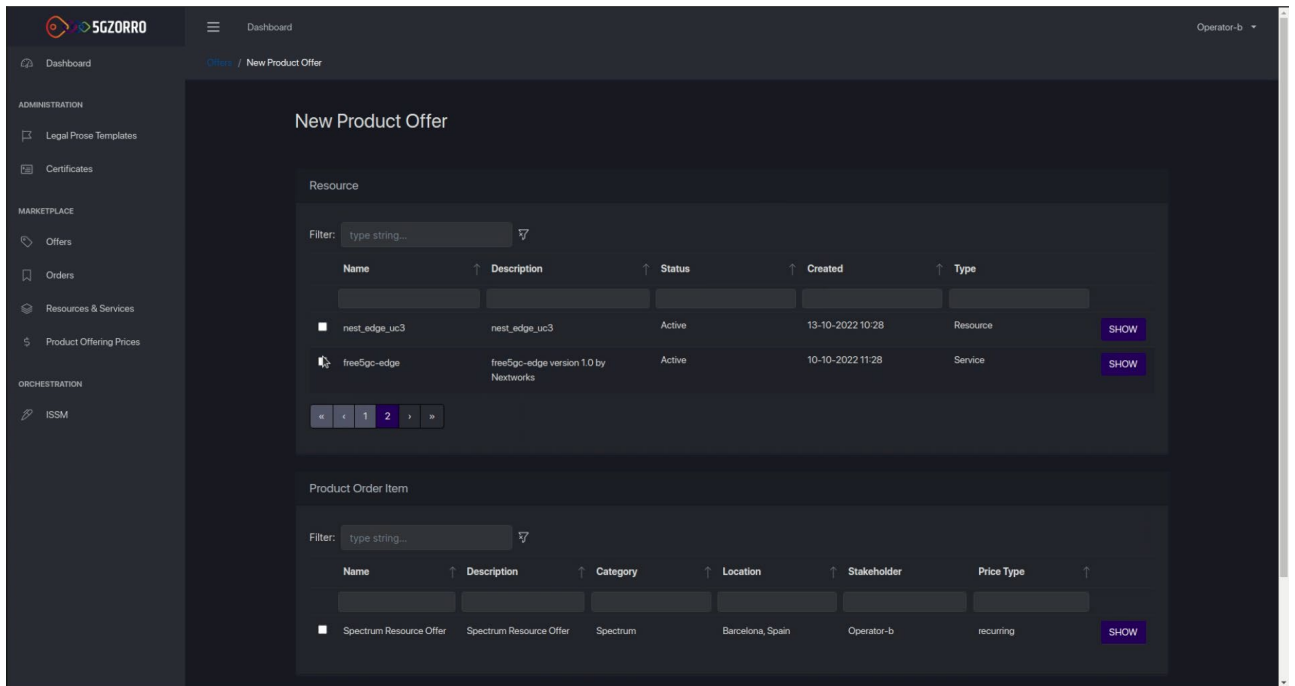 5GZORRO
Dashboard
Operator-b
Dashboard
Offers / New Product Offer
ADMINISTRATION
Legal Prose Templates
Certificates
MARKETPLACE
Offers
Orders
Resources & Services
Product Offering Prices
ORCHESTRATION
ISSM
New Product Offer
Resource
Filter: type string...
Name Description Status Created Type
nest_edge_uc3 nest_edge_uc3 Active 13-10-2022 10:28 Resource SHOW
free5gc-edge free5gc-edge version 1.0 by Active 10-10-2022 11:28 Service SHOW
Nextworks
« ‹ 1 2 › »
Product Order Item
Filter: type string...
Name Description Category Location Stakeholder Price Type
Spectrum Resource Offer Spectrum Resource Offer Spectrum Barcelona, Spain Operator-b recurring SHOW